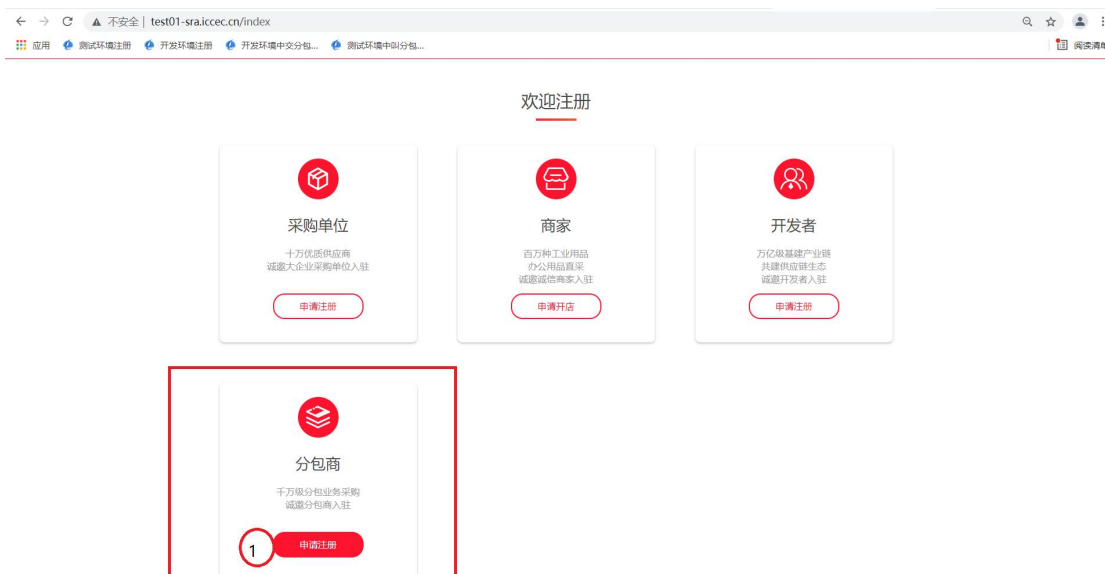 不安全 | test01-sra.iccec.cn/index
应用 测试环境注册 开发环境注册 开发环境中交分包... 测试环境中叫分包...
阅读清单
欢迎注册
采购单位
十万优质供应商
诚邀大企业采购单位入驻
申请注册
商家
百万种工业用品
办公用品直采
诚邀诚信商家入驻
申请开店
开发者
万亿级基建产业链
共建供应链生态
诚邀开发者入驻
申请注册
分包商
千万级分包业务采购
诚邀分包商入驻
1 申请注册